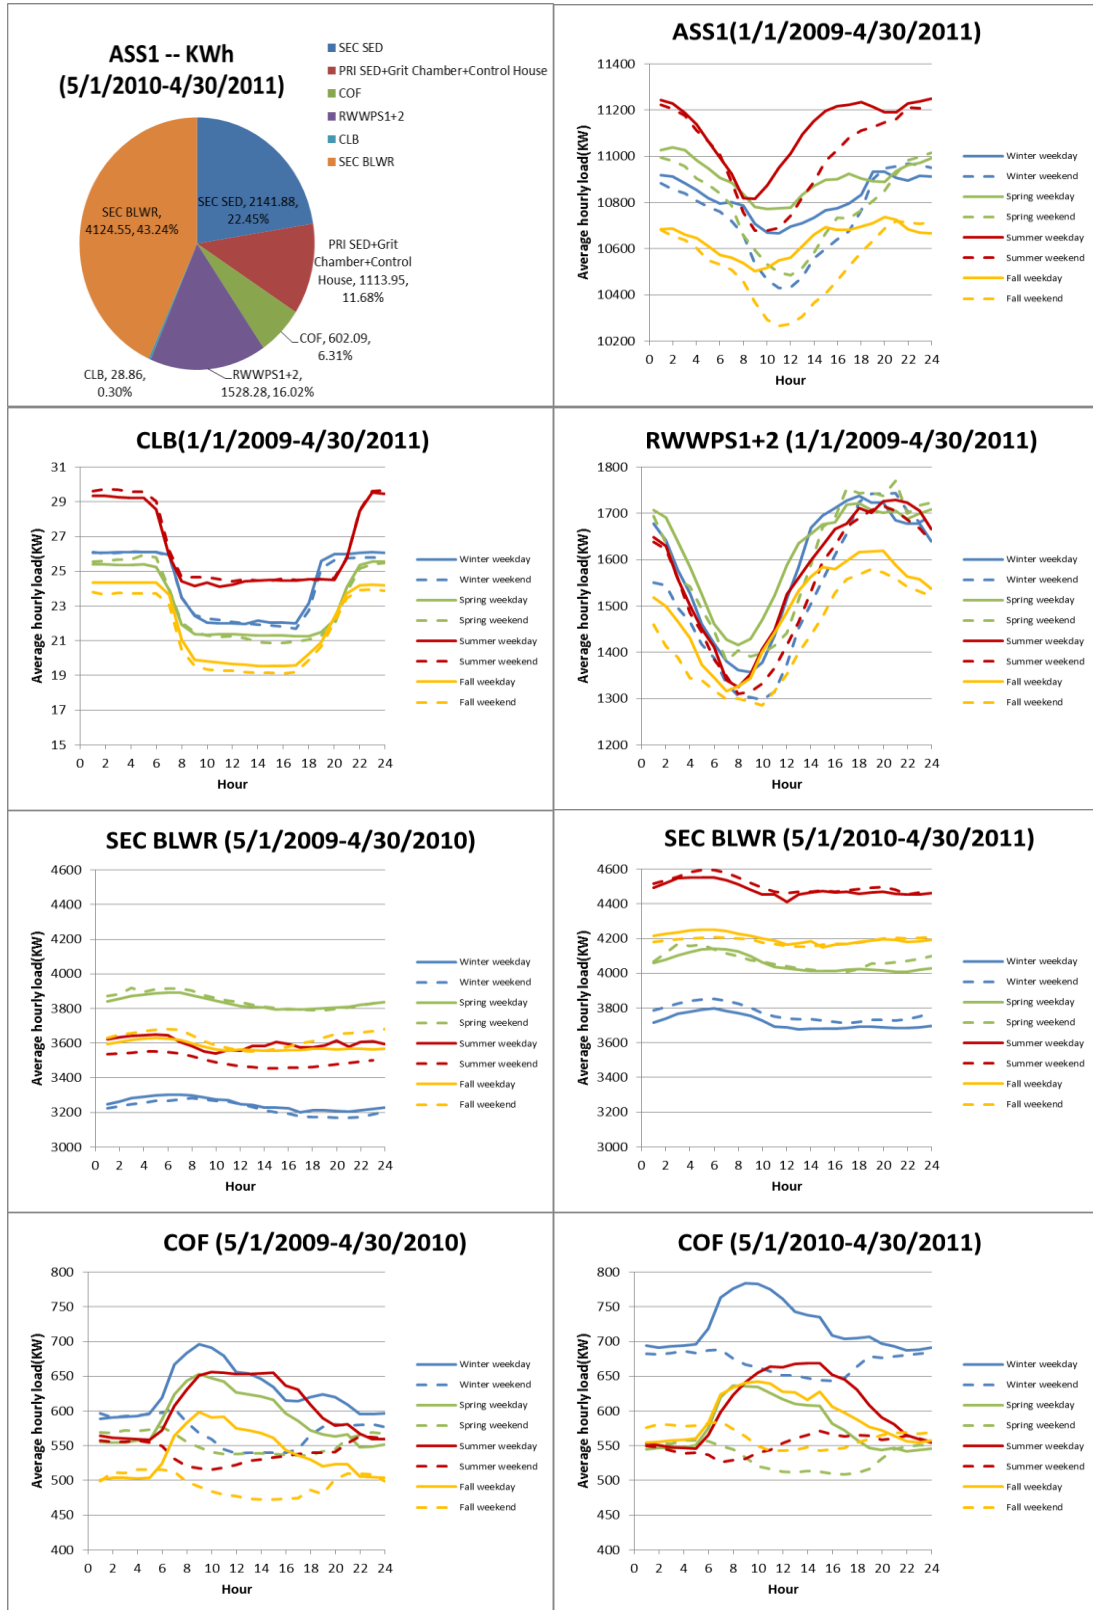 ASS1 -- KWh
(5/1/2010-4/30/2011)
SEC SED
PRI SED+Grit Chamber+Control House
COF
RWWPS1+2
CLB
SEC BLWR
SEC SED, 2141.88,
22.45%
PRI SED+Grit
Chamber+Control
House, 1113.95,
11.68%
COF, 602.09,
6.31%
RWWPS1+2,
1528.28, 16.02%
CLB, 28.86,
0.30%
SEC BLWR,
4124.55, 43.24%
ASS1(1/1/2009-4/30/2011)
Average hourly load(KW)
11400
11200
11000
10800
10600
10400
10200
0 2 4 6 8 10 12 14 16 18 20 22 24
Hour
Winter weekday
Winter weekend
Spring weekday
Spring weekend
Summer weekday
Summer weekend
Fall weekday
Fall weekend
CLB(1/1/2009-4/30/2011)
Average hourly load(KW)
31
29
27
25
23
21
19
17
15
0 2 4 6 8 10 12 14 16 18 20 22 24
Hour
Winter weekday
Winter weekend
Spring weekday
Spring weekend
Summer weekday
Summer weekend
Fall weekday
Fall weekend
RWWPS1+2 (1/1/2009-4/30/2011)
Average hourly load(KW)
1800
1700
1600
1500
1400
1300
1200
0 2 4 6 8 10 12 14 16 18 20 22 24
Hour
Winter weekday
Winter weekend
Spring weekday
Spring weekend
Summer weekday
Summer weekend
Fall weekday
Fall weekend
SEC BLWR (5/1/2009-4/30/2010)
Average hourly load(KW)
4600
4400
4200
4000
3800
3600
3400
3200
3000
0 2 4 6 8 10 12 14 16 18 20 22 24
Hour
Winter weekday
Winter weekend
Spring weekday
Spring weekend
Summer weekday
Summer weekend
Fall weekday
Fall weekend
SEC BLWR (5/1/2010-4/30/2011)
Average hourly load(KW)
4600
4400
4200
4000
3800
3600
3400
3200
3000
0 2 4 6 8 10 12 14 16 18 20 22 24
Hour
Winter weekday
Winter weekend
Spring weekday
Spring weekend
Summer weekday
Summer weekend
Fall weekday
Fall weekend
COF (5/1/2009-4/30/2010)
Average hourly load(KW)
800
750
700
650
600
550
500
450
400
0 2 4 6 8 10 12 14 16 18 20 22 24
Hour
Winter weekday
Winter weekend
Spring weekday
Spring weekend
Summer weekday
Summer weekend
Fall weekday
Fall weekend
COF (5/1/2010-4/30/2011)
Average hourly load(KW)
800
750
700
650
600
550
500
450
400
0 2 4 6 8 10 12 14 16 18 20 22 24
Hour
Winter weekday
Winter weekend
Spring weekday
Spring weekend
Summer weekday
Summer weekend
Fall weekday
Fall weekend